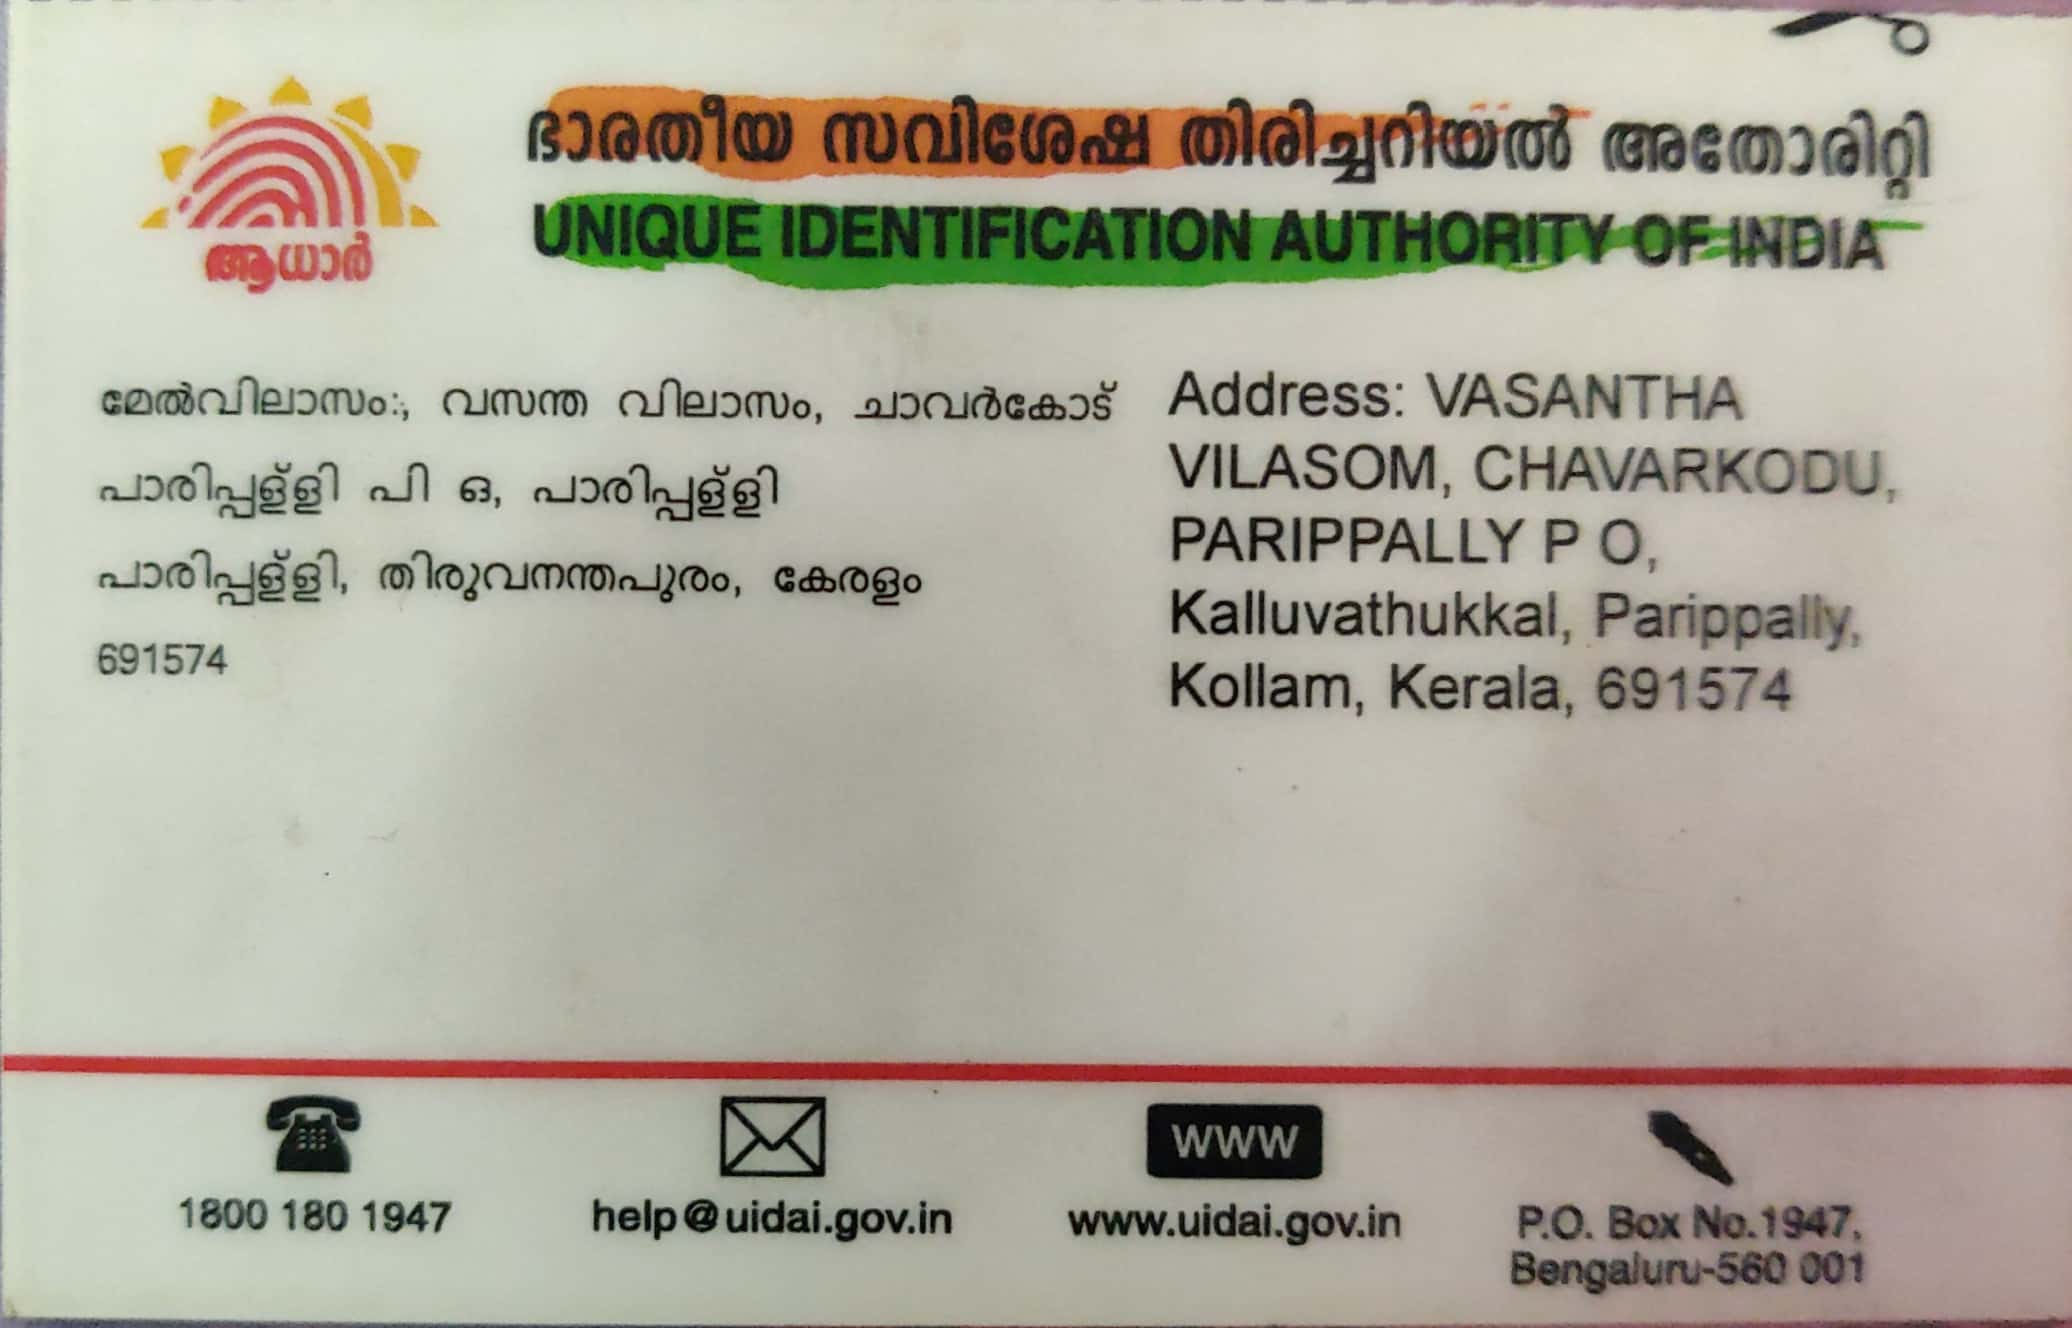 ഭാരതീയ സവിശേഷ തിരിച്ചറിയൽ അതോരിറ്റി
UNIQUE IDENTIFICATION AUTHORITY OF INDIA
ആധാർ
മേൽവിലാസം:, വസന്ത വിലാസം, ചാവർകോട്
പാരിപ്പള്ളി പി ഒ, പാരിപ്പള്ളി
പാരിപ്പള്ളി, തിരുവനന്തപുരം, കേരളം
691574
Address: VASANTHA
VILASOM, CHAVARKODU,
PARIPPALLY P O,
Kalluvathukkal, Parippally,
Kollam, Kerala, 691574
1800 180 1947
help@uidai.gov.in
www
www.uidai.gov.in
P.O. Box No.1947,
Bengaluru-560 001